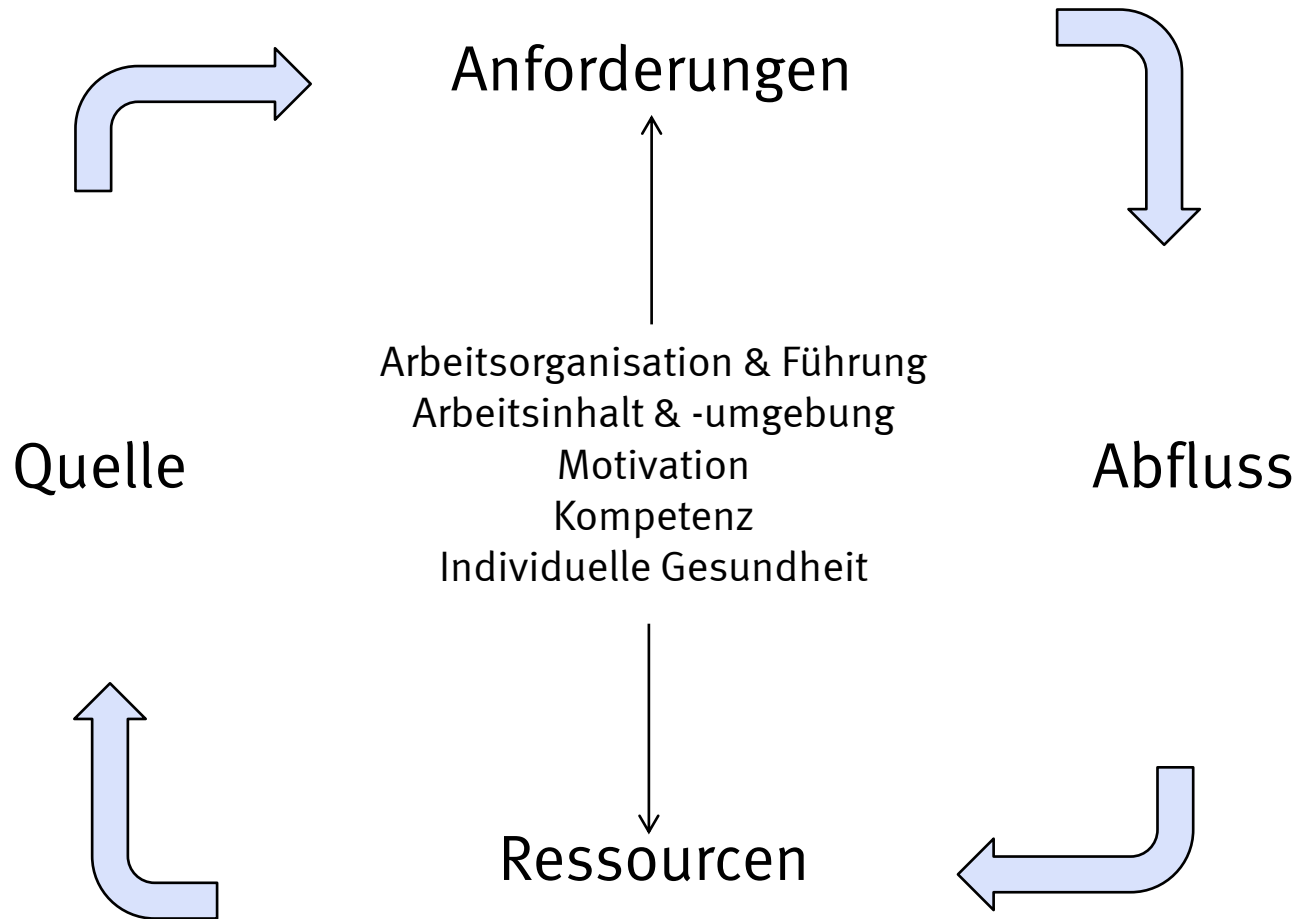 Anforderungen
Arbeitsorganisation & Führung
Arbeitsinhalt & -umgebung
Motivation
Kompetenz
Individuelle Gesundheit
Quelle
Abfluss
Ressourcen